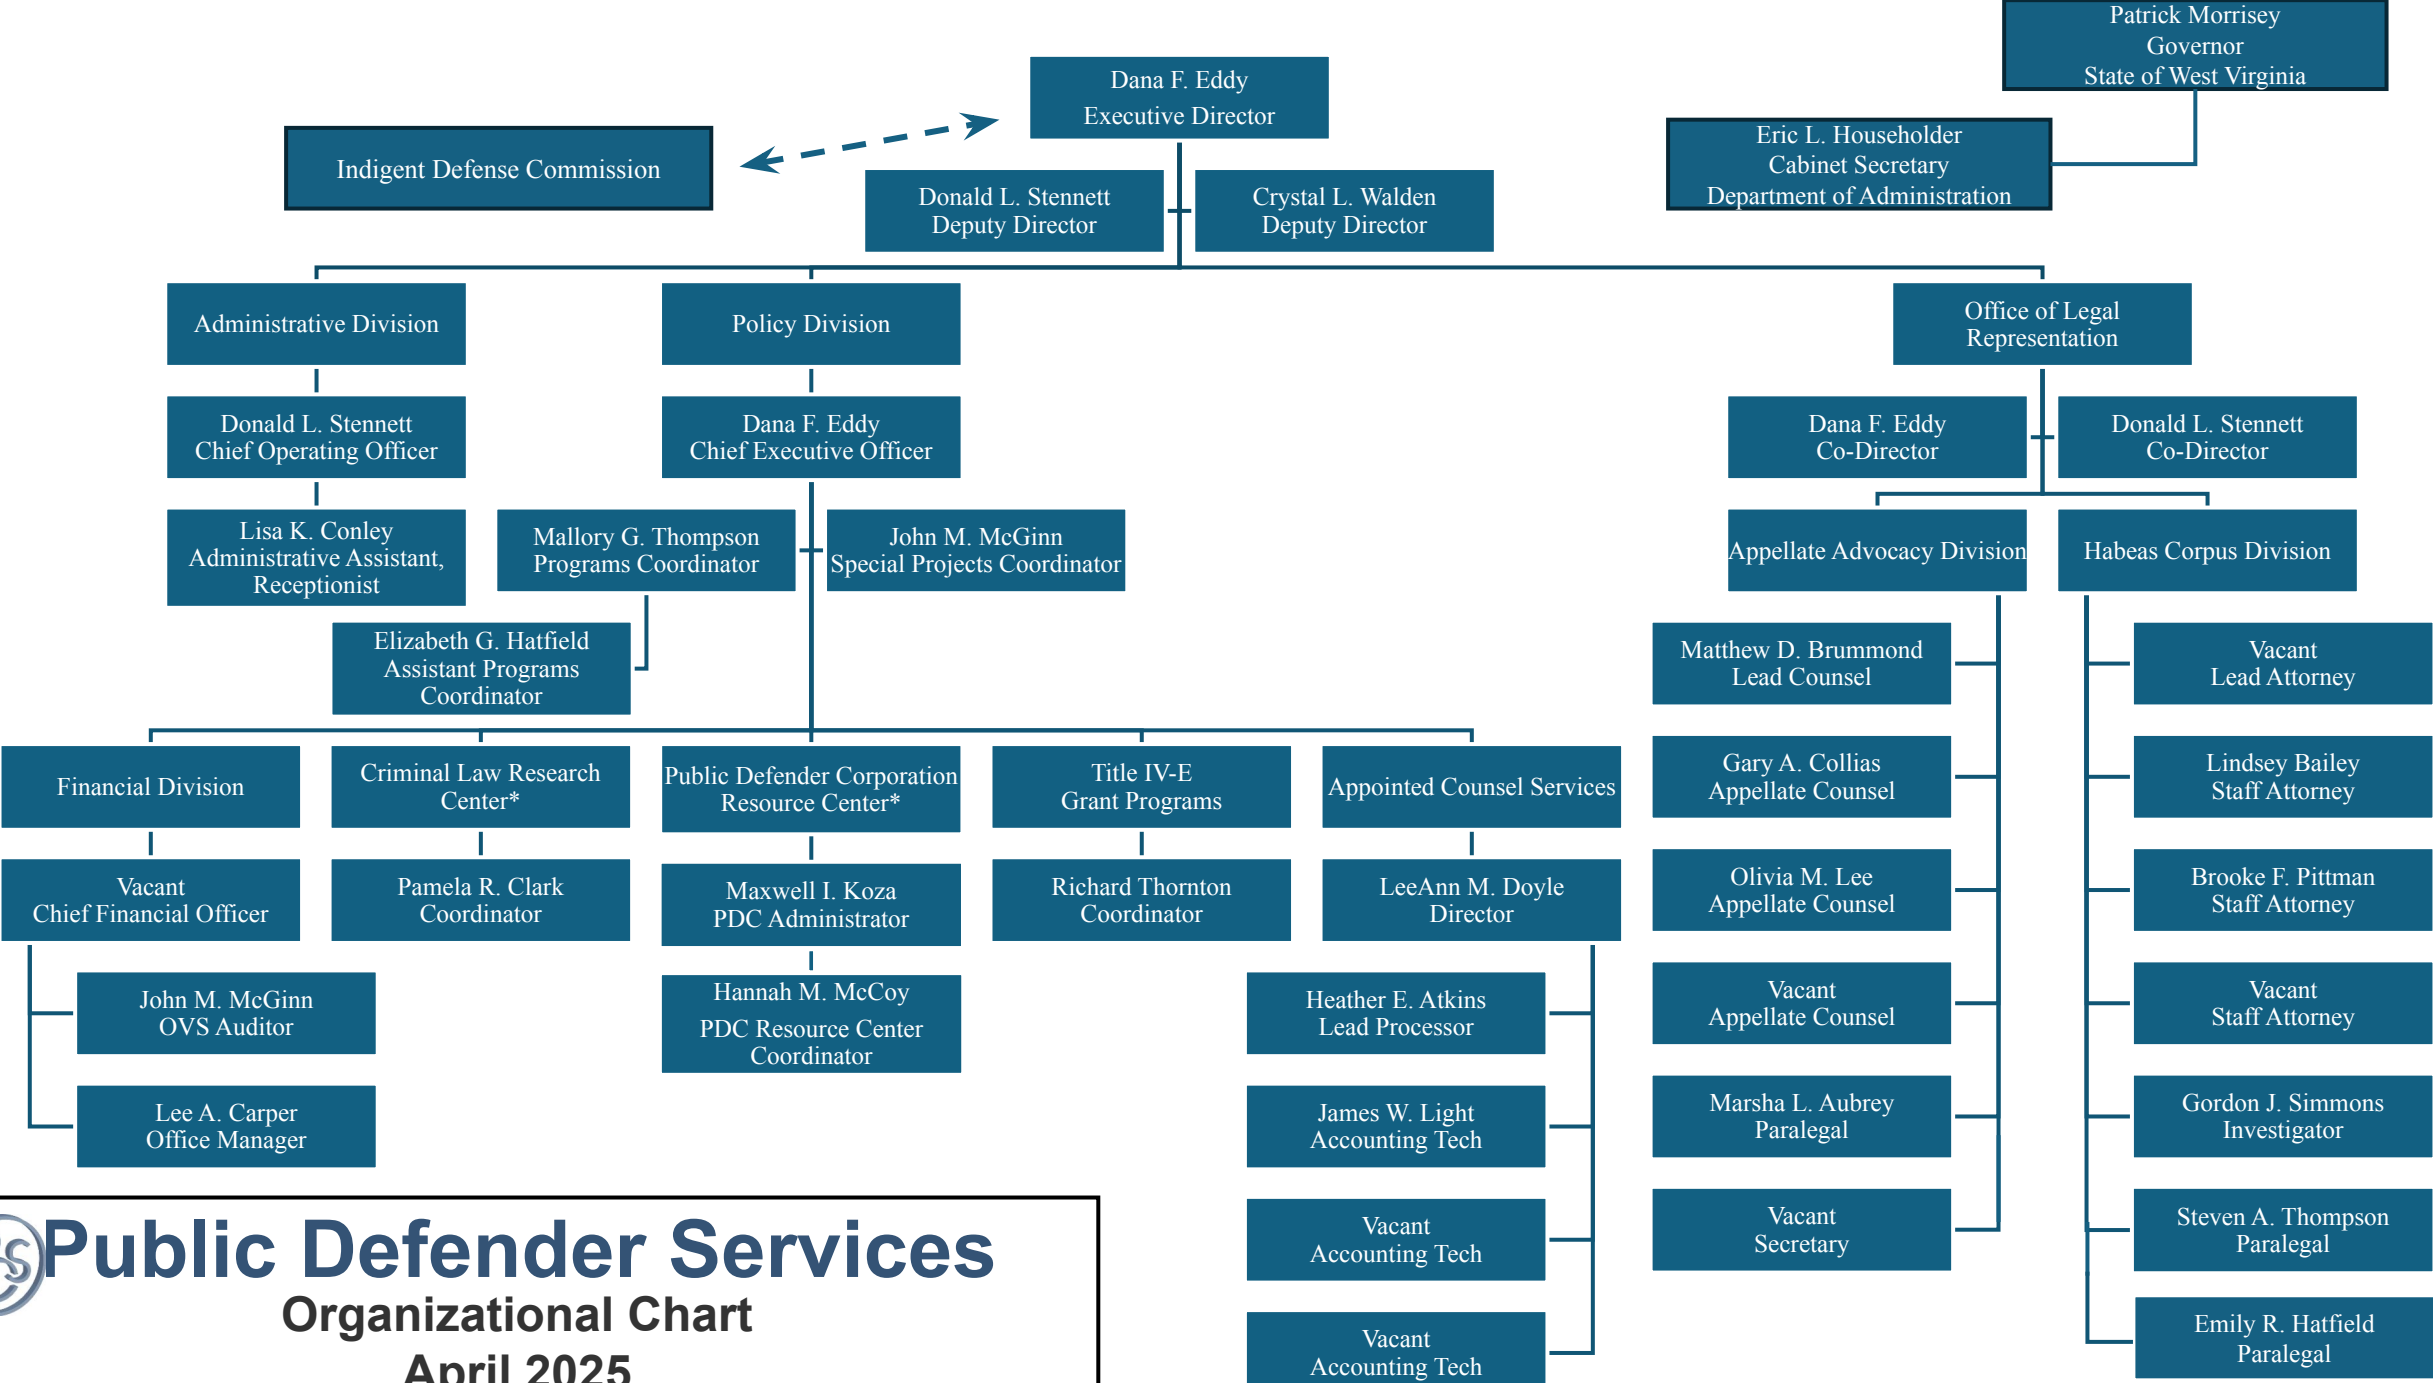 Patrick Morrisey
Governor
State of West Virginia
Dana F. Eddy
Executive Director
Eric L. Householder
Cabinet Secretary
Department of Administration
Indigent Defense Commission
Donald L. Stennett
Deputy Director
Crystal L. Walden
Deputy Director
Administrative Division
Policy Division
Office of Legal
Representation
Donald L. Stennett
Chief Operating Officer
Dana F. Eddy
Chief Executive Officer
Dana F. Eddy
Co-Director
Donald L. Stennett
Co-Director
Lisa K. Conley
Administrative Assistant,
Receptionist
Mallory G. Thompson
Programs Coordinator
John M. McGinn
Special Projects Coordinator
Appellate Advocacy Division
Habeas Corpus Division
Elizabeth G. Hatfield
Assistant Programs
Coordinator
Matthew D. Brummond
Lead Counsel
Vacant
Lead Attorney
Financial Division
Criminal Law Research
Center*
Public Defender Corporation
Resource Center*
Title IV-E
Grant Programs
Appointed Counsel Services
Gary A. Collias
Appellate Counsel
Lindsey Bailey
Staff Attorney
Vacant
Chief Financial Officer
Pamela R. Clark
Coordinator
Maxwell I. Koza
PDC Administrator
Richard Thornton
Coordinator
LeeAnn M. Doyle
Director
Olivia M. Lee
Appellate Counsel
Brooke F. Pittman
Staff Attorney
John M. McGinn
OVS Auditor
Hannah M. McCoy
PDC Resource Center
Coordinator
Heather E. Atkins
Lead Processor
Vacant
Appellate Counsel
Vacant
Staff Attorney
Lee A. Carper
Office Manager
James W. Light
Accounting Tech
Marsha L. Aubrey
Paralegal
Gordon J. Simmons
Investigator
Vacant
Accounting Tech
Vacant
Secretary
Steven A. Thompson
Paralegal
Vacant
Accounting Tech
Emily R. Hatfield
Paralegal
Public Defender Services
Organizational Chart
April 2025